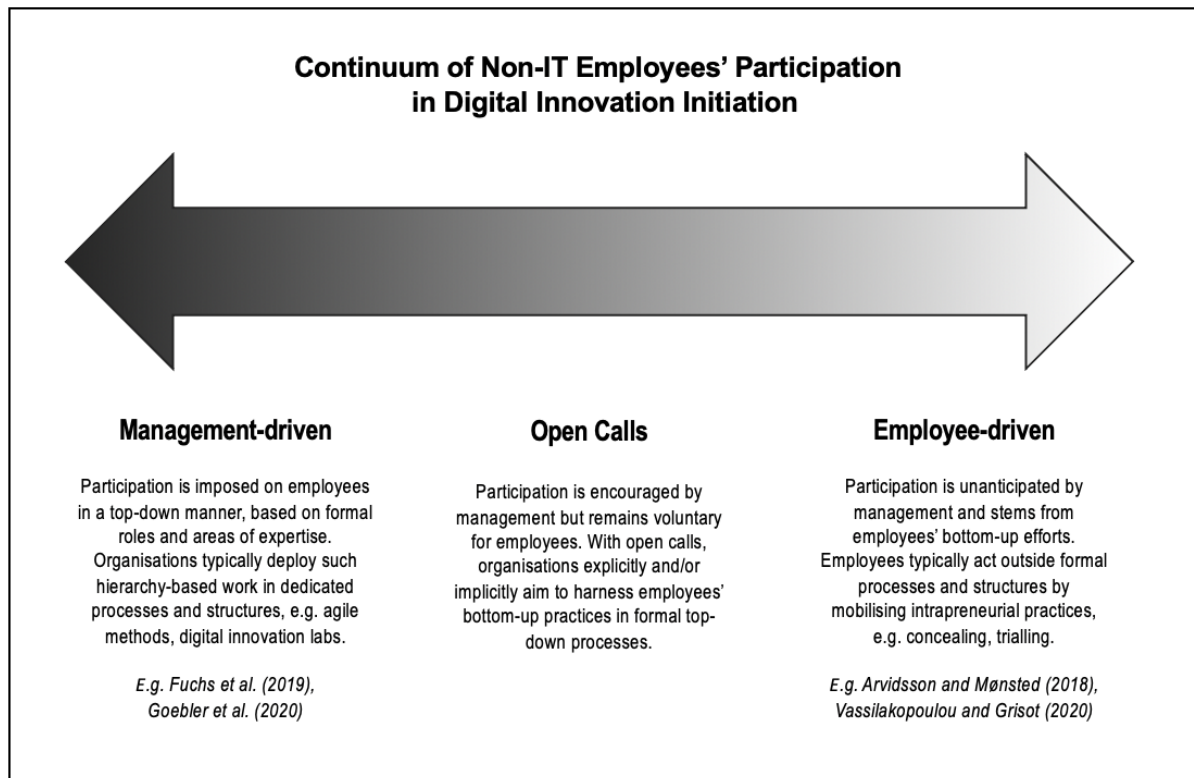 Continuum of Non-IT Employees' Participation
in Digital Innovation Initiation
Management-driven
Participation is imposed on employees
in a top-down manner, based on formal
roles and areas of expertise.
Organisations typically deploy such
hierarchy-based work in dedicated
processes and structures, e.g. agile
methods, digital innovation labs.
E.g. Fuchs et al. (2019),
Goebler et al. (2020)
Open Calls
Participation is encouraged by
management but remains voluntary
for employees. With open calls,
organisations explicitly and/or
implicitly aim to harness employees'
bottom-up practices in formal top-
down processes.
Employee-driven
Participation is unanticipated by
management and stems from
employees' bottom-up efforts.
Employees typically act outside formal
processes and structures by
mobilising intrapreneurial practices,
e.g. concealing, trialling.
E.g. Arvidsson and Mønsted (2018),
Vassilakopoulou and Grisot (2020)